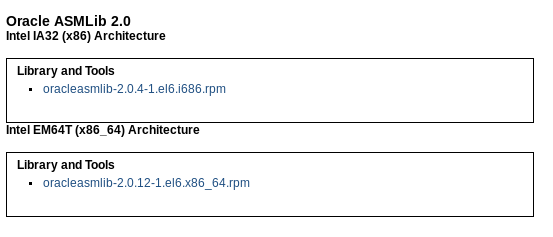 Oracle ASMLib 2.0
Intel IA32 (x86) Architecture
Library and Tools
oracleasmlib-2.0.4-1.el6.i686.rpm
Intel EM64T (x86_64) Architecture
Library and Tools
oracleasmlib-2.0.12-1.el6.x86_64.rpm